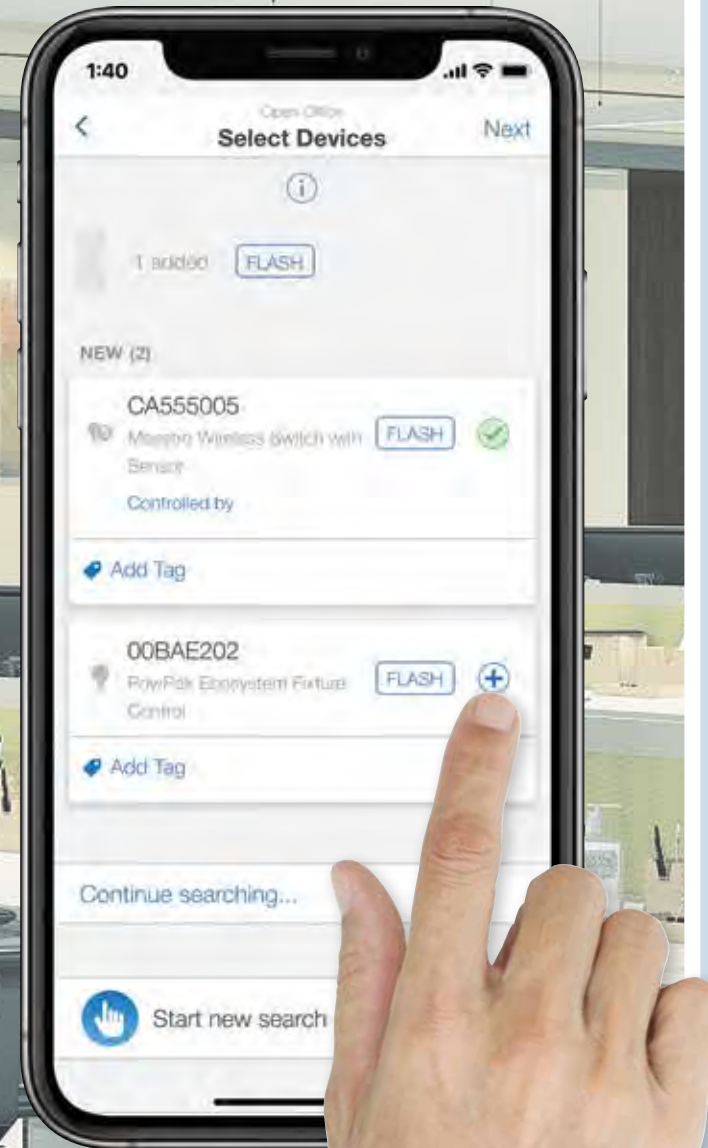 1:40
Open Office
Select Devices
Next
1 added
FLASH
NEW (2)
CA555005
Wireless Switch with
Sensor
FLASH
Controlled by
Add Tag
00BAE202
PowPak Ecosystem Fixture
Control
FLASH
Add Tag
Continue searching...
Start new search